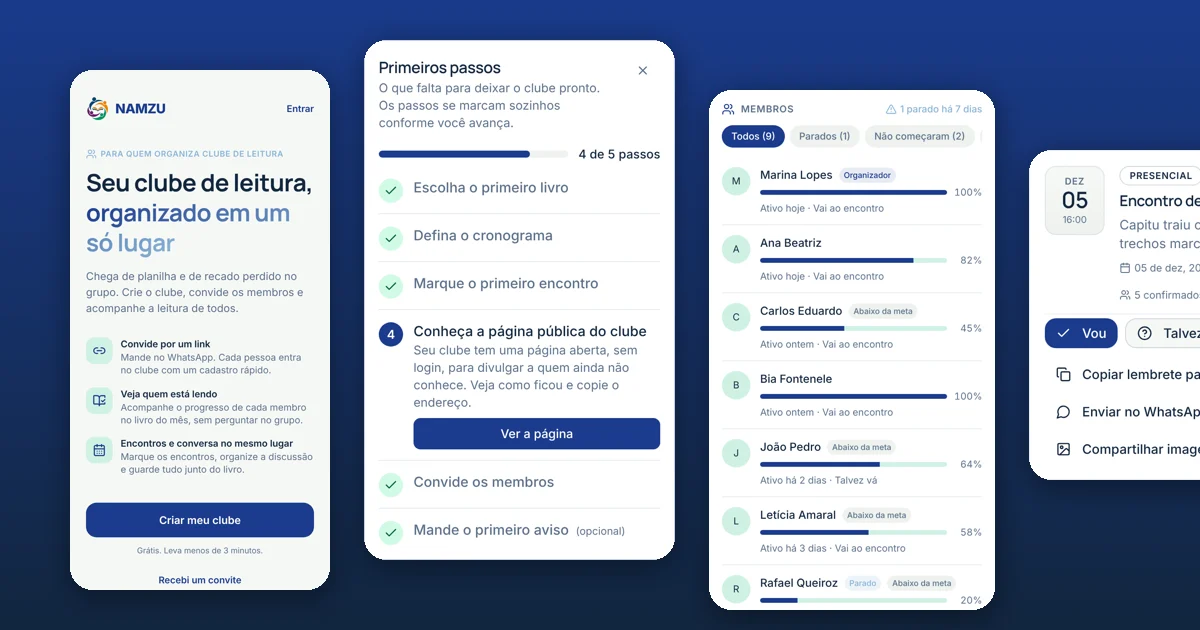 NAMZU
Entrar
PARA QUEM ORGANIZA CLUBE DE LEITURA
Seu clube de leitura,
organizado em um
só lugar
Chega de planilha e de recado perdido no
grupo. Crie o clube, convide os membros e
acompanhe a leitura de todos.
Convide por um link
Mande no WhatsApp. Cada pessoa entra
no clube com um cadastro rápido.
Veja quem está lendo
Acompanhe o progresso de cada membro
no livro do mês, sem perguntar no grupo.
Encontros e conversa no mesmo lugar
Marque os encontros, organize a discussão
e guarde tudo junto do livro.
Criar meu clube
Grátis. Leva menos de 3 minutos.
Recebi um convite
Primeiros passos
O que falta para deixar o clube pronto.
Os passos se marcam sozinhos
conforme você avança.
4 de 5 passos
Escolha o primeiro livro
Defina o cronograma
Marque o primeiro encontro
4 Conheça a página pública do clube
Seu clube tem uma página aberta, sem
login, para divulgar a quem ainda não
conhece. Veja como ficou e copie o
endereço.
Ver a página
Convide os membros
Mande o primeiro aviso (opcional)
MEMBROS
1 parado há 7 dias
Todos (9) Parados (1) Não começaram (2)
M Marina Lopes Organizador
100%
Ativo hoje · Vai ao encontro
A Ana Beatriz
82%
Ativo hoje · Vai ao encontro
C Carlos Eduardo Abaixo da meta
45%
Ativo ontem · Vai ao encontro
B Bia Fontenele
100%
Ativo ontem · Vai ao encontro
J João Pedro Abaixo da meta
64%
Ativo há 2 dias · Talvez vá
L Letícia Amaral Abaixo da meta
58%
Ativo há 3 dias · Vai ao encontro
R Rafael Queiroz Parado Abaixo da meta
20%
DEZ
05
16:00
PRESENCIAL
Encontro de
Capitu traiu
trechos marc
05 de dez, 20
5 confirmado
Vou
Talvez
Copiar lembrete pa
Enviar no WhatsAp
Compartilhar image